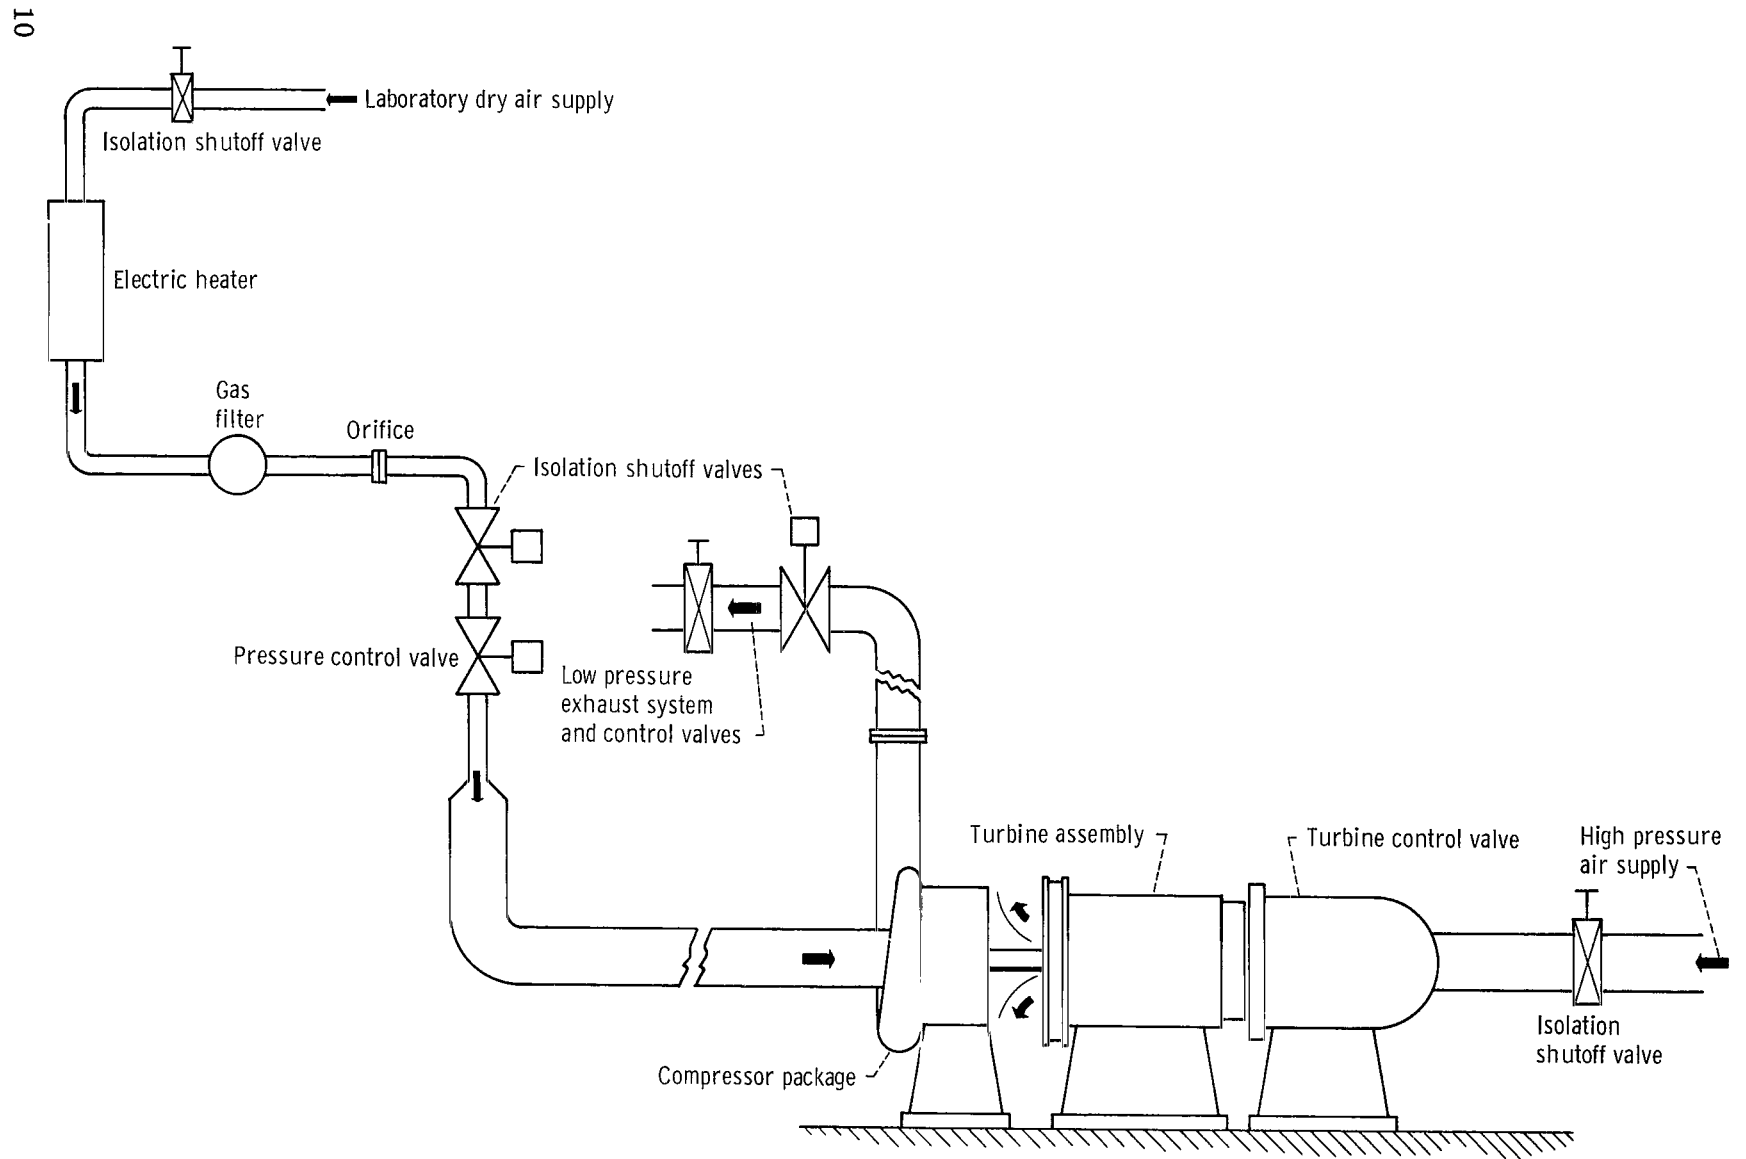 10
Laboratory dry air supply
Isolation shutoff valve
Electric heater
Gas
filter
Orifice
Isolation shutoff valves
Pressure control valve
Low pressure
exhaust system
and control valves
Turbine assembly
Turbine control valve
High pressure
air supply
Isolation
shutoff valve
Compressor package